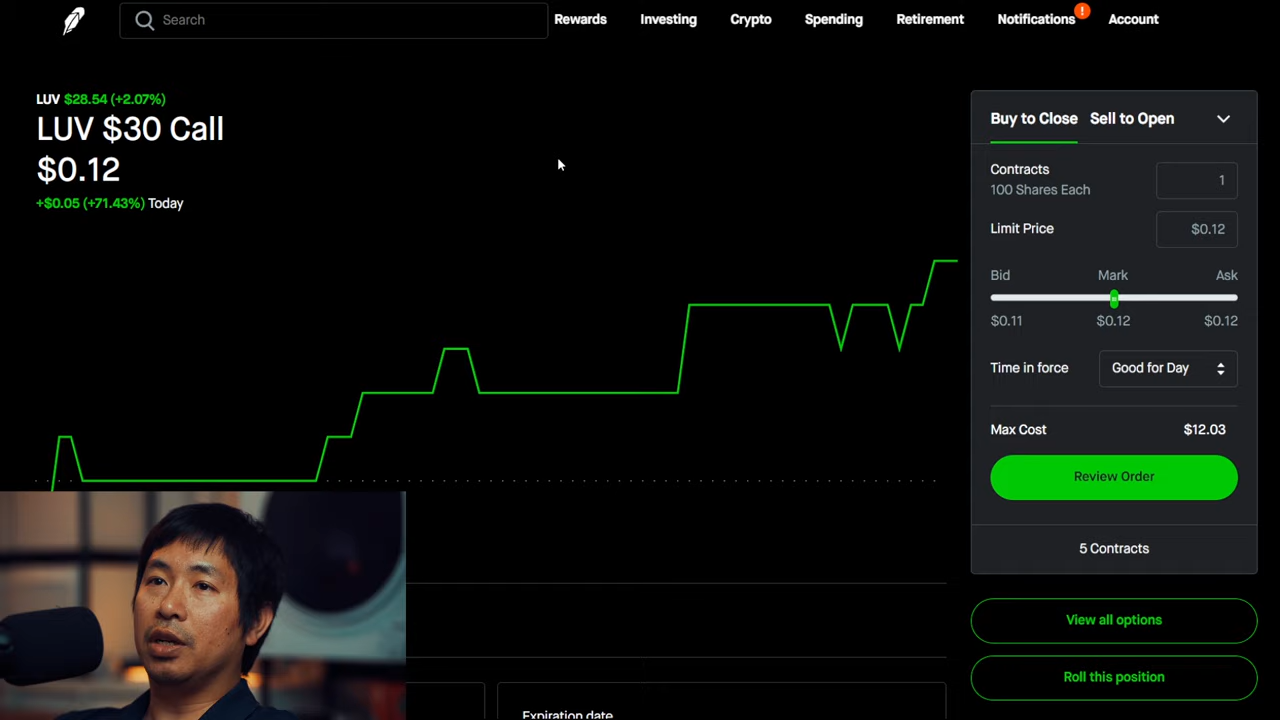 Search
Rewards
Investing
Crypto
Spending
Retirement
Notifications
!
Account
LUV $28.54 (+2.07%)
LUV $30 Call
$0.12
+$0.05 (+71.43%) Today
Buy to Close
Sell to Open
Contracts
100 Shares Each
1
Limit Price
$0.12
Bid
Mark
Ask
$0.11
$0.12
$0.12
Time in force
Good for Day
Max Cost
$12.03
Review Order
5 Contracts
View all options
Roll this position
Expiration date